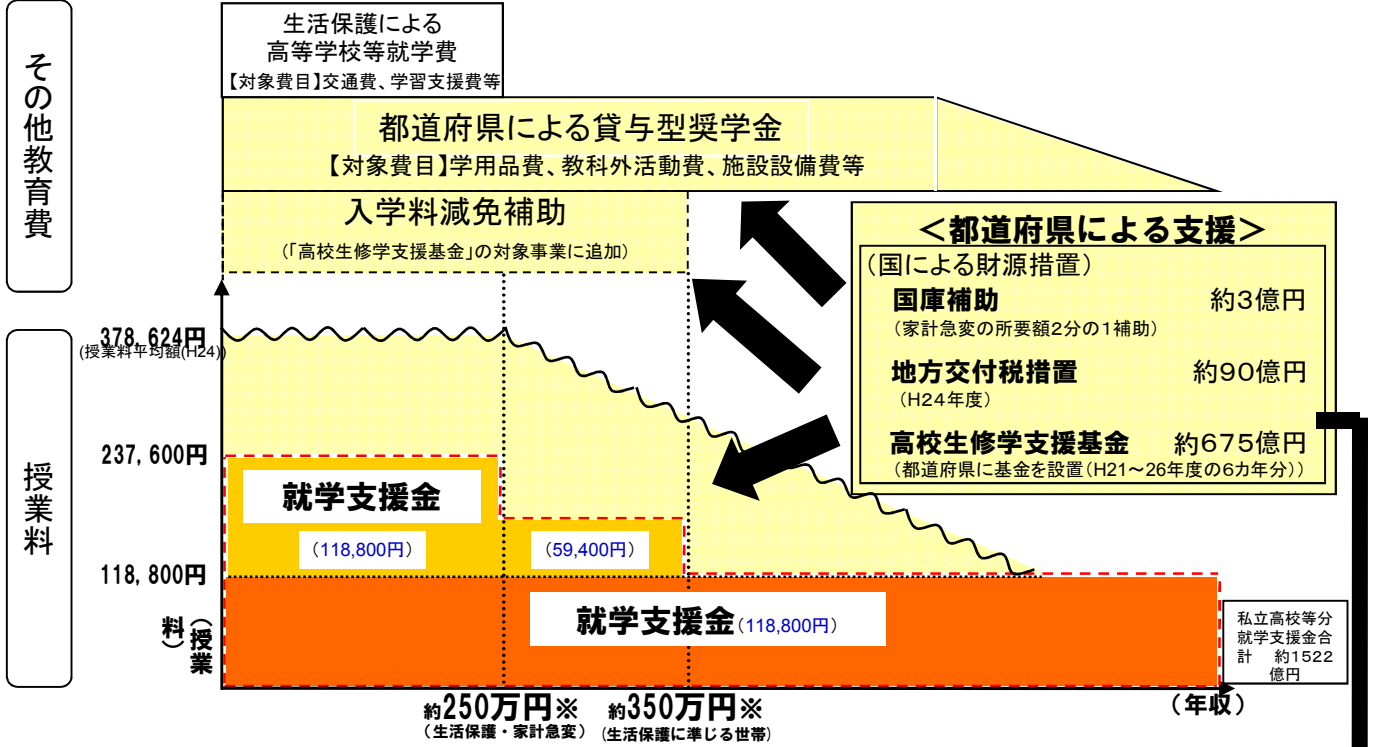 その他教育費
生活保護による
高等学校等就学費
【対象費目】交通費、学習支援費等
都道府県による貸与型奨学金
【対象費目】学用品費、教科外活動費、施設設備費等
入学料減免補助
(「高校生修学支援基金」の対象事業に追加)
＜都道府県による支援＞
(国による財源措置)
国庫補助 約3億円
(家計急変の所要額2分の1補助)
地方交付税措置 約90億円
(H24年度)
高校生修学支援基金 約675億円
(都道府県に基金を設置(H21～26年度の6カ年分))
授業料
378,624円
(授業料平均額(H24))
237,600円
118,800円
(授業料)
就学支援金
(118,800円)
(59,400円)
就学支援金(118,800円)
私立高校等分
就学支援金合
計 約1522
億円
約250万円※
(生活保護・家計急変)
約350万円※
(生活保護に準じる世帯)
(年収)